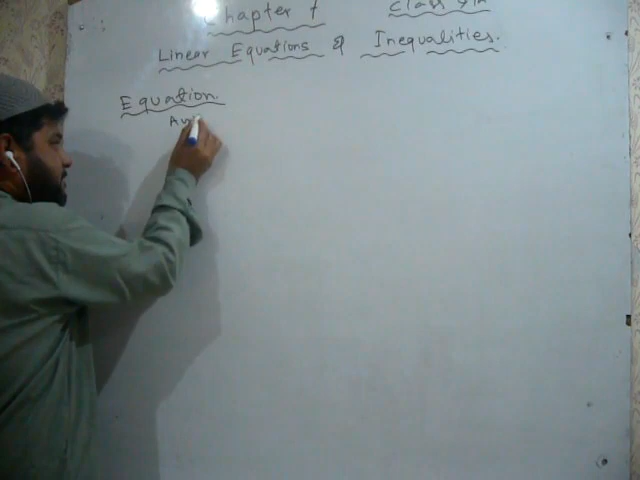 Chapter 7 Class 9th
Linear Equations & Inequalities.
Equation.